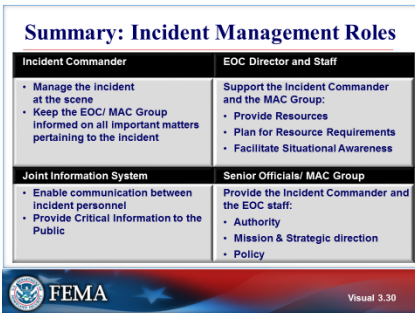 Summary: Incident Management Roles
Incident Commander
• Manage the incident
at the scene
• Keep the EOC/ MAC Group
informed on all important matters
pertaining to the incident
EOC Director and Staff
Support the Incident Commander
and the MAC Group:
• Provide Resources
• Plan for Resource Requirements
• Facilitate Situational Awareness
Joint Information System
• Enable communication between
incident personnel
• Provide Critical Information to the
Public
Senior Officials/ MAC Group
Provide the Incident Commander and
the EOC staff:
• Authority
• Mission & Strategic direction
• Policy
FEMA
Visual 3.30